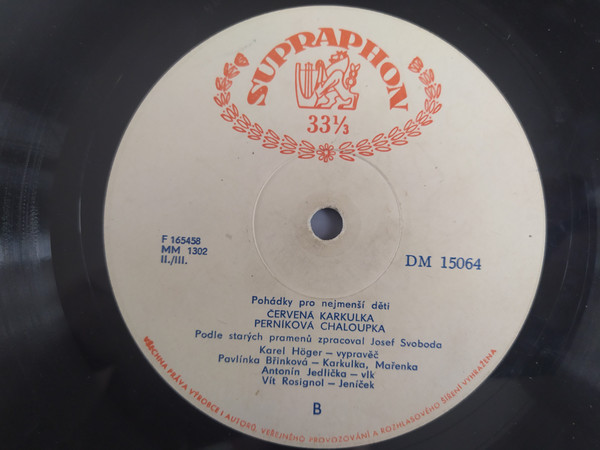 SUPRAPHON
33⅓
F 165458
MM 1302
II./III.
DM 15064
Pohádky pro nejmenší děti
ČERVENÁ KARKULKA
PERNÍKOVÁ CHALOUPKA
Podle starých pramenů zpracoval Josef Svoboda
Karel Höger – vypravěč
Pavlínka Břinková – Karkulka, Mařenka
Antonín Jedlička – vlk
Vít Rosignol – Jeníček
B
VŠECHNA PRÁVA VÝROBCE I AUTORŮ, VEŘEJNÉHO PROVOZOVÁNÍ A ROZHLASOVÉHO ŠÍŘENÍ VYHRAŽENA